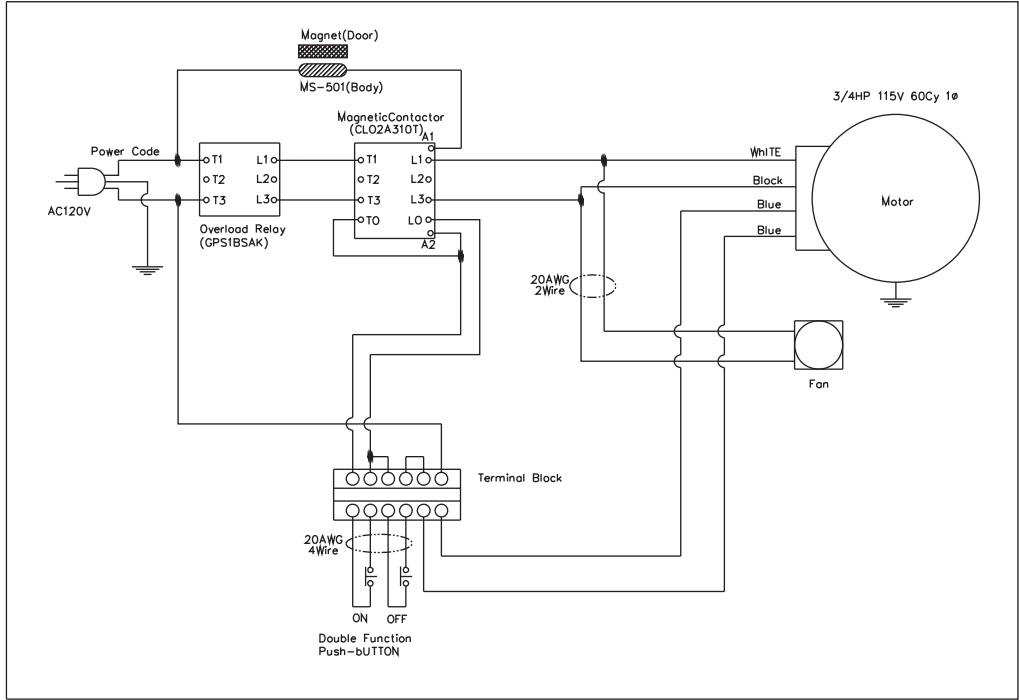 Magnet(Door)
MS-501(Body)
3/4HP 115V 60Cy 1ø
MagneticContactor
(CL02A310T)
A1
Power Code
T1 L1 T1 L1
T2 L2 T2 L2
T3 L3 T3 L3
TO LO
A2
AC120V
Overload Relay
(GPS1BSAK)
WhITE
Block
Blue
Blue
Motor
20AWG
2Wire
Fan
Terminal Block
20AWG
4Wire
ON OFF
Double Function
Push-bUTTON